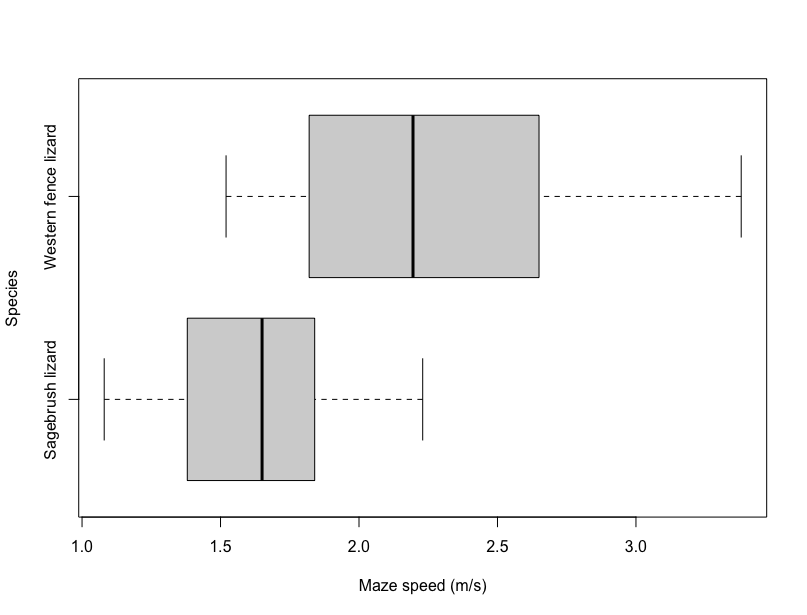 Species
Western fence lizard
Sagebrush lizard
1.0 1.5 2.0 2.5 3.0
Maze speed (m/s)